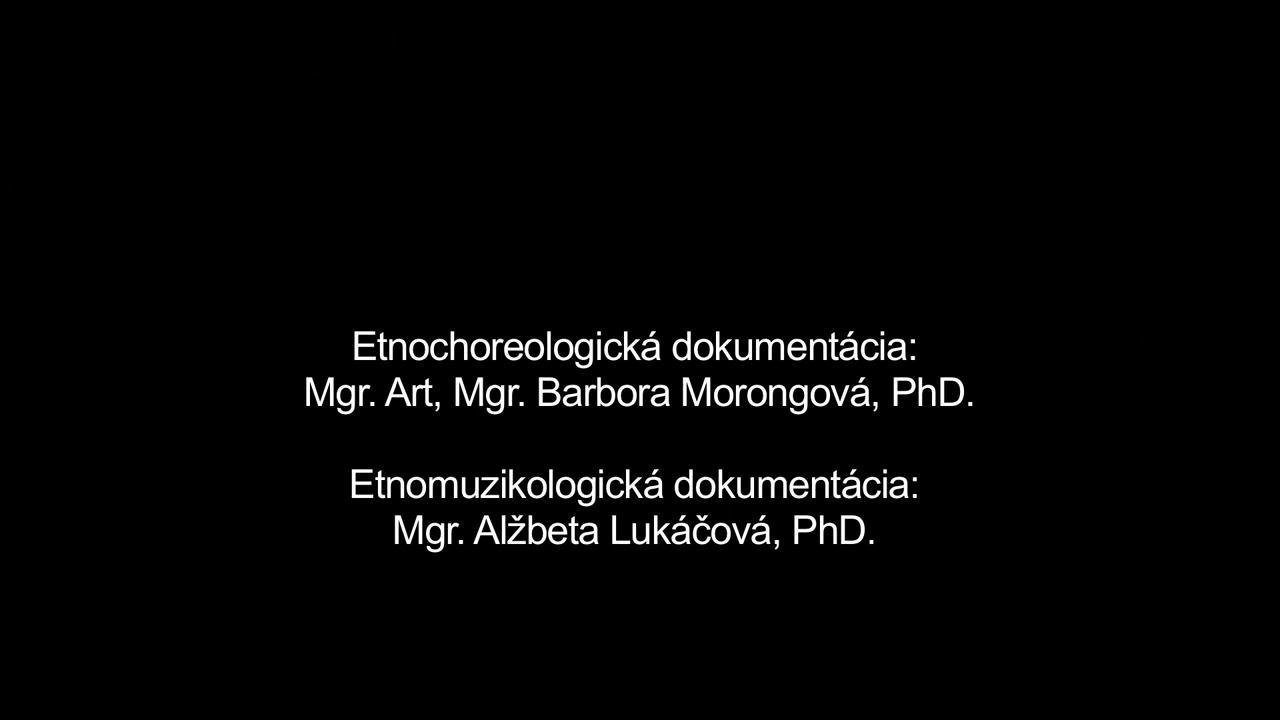 Etnochoreologická dokumentácia:
Mgr. Art, Mgr. Barbora Morongová, PhD.
Etnomuzikologická dokumentácia:
Mgr. Alžbeta Lukáčová, PhD.